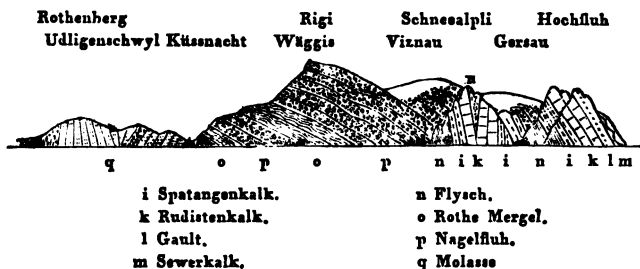 Rothenberg Rigi Schneealpli Hochfluh
Udligenschwyl Küssnacht Wäggis Viznau Gersau
n
q o p o p n i k i n i k l m
i Spatangenkalk. n Flysch.
k Rudistenkalk. o Rothe Mergel.
l Gault. p Nagelfluh.
m Sewerkalk. q Molasse